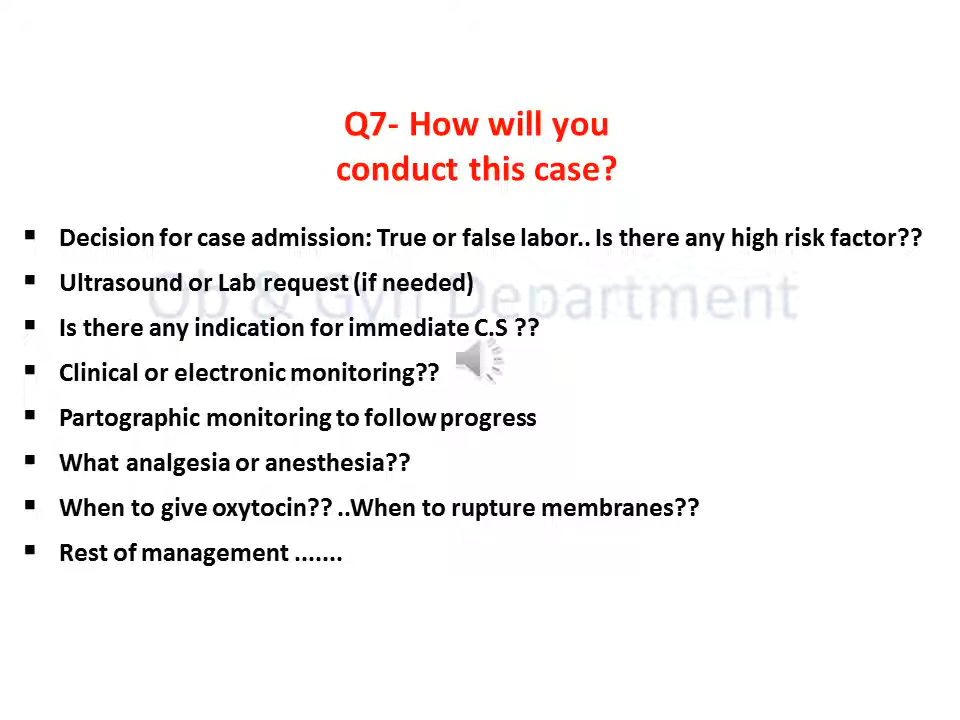 Q7- How will you
conduct this case?
▪ Decision for case admission: True or false labor.. Is there any high risk factor??
▪ Ultrasound or Lab request (if needed)
Ob & Gyn Department
▪ Is there any indication for immediate C.S ??
▪ Clinical or electronic monitoring??
▪ Partographic monitoring to follow progress
▪ What analgesia or anesthesia??
▪ When to give oxytocin?? ..When to rupture membranes??
▪ Rest of management .......